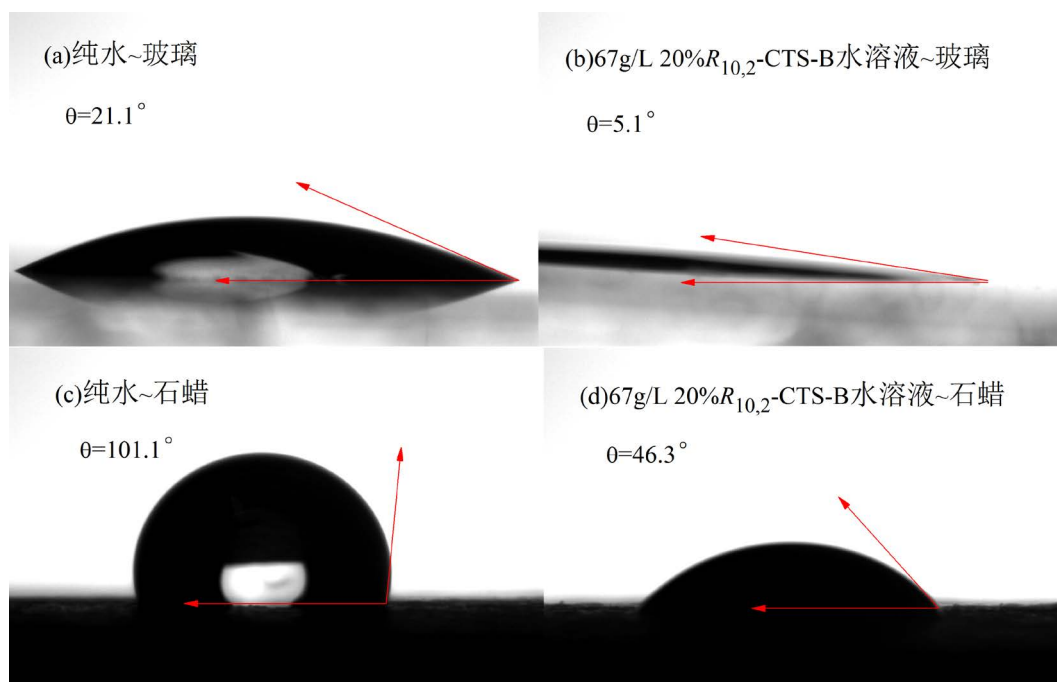 (a)纯水~玻璃
θ=21.1°
(b)67g/L 20%R10,2-CTS-B水溶液~玻璃
θ=5.1°
(c)纯水~石蜡
θ=101.1°
(d)67g/L 20%R10,2-CTS-B水溶液~石蜡
θ=46.3°